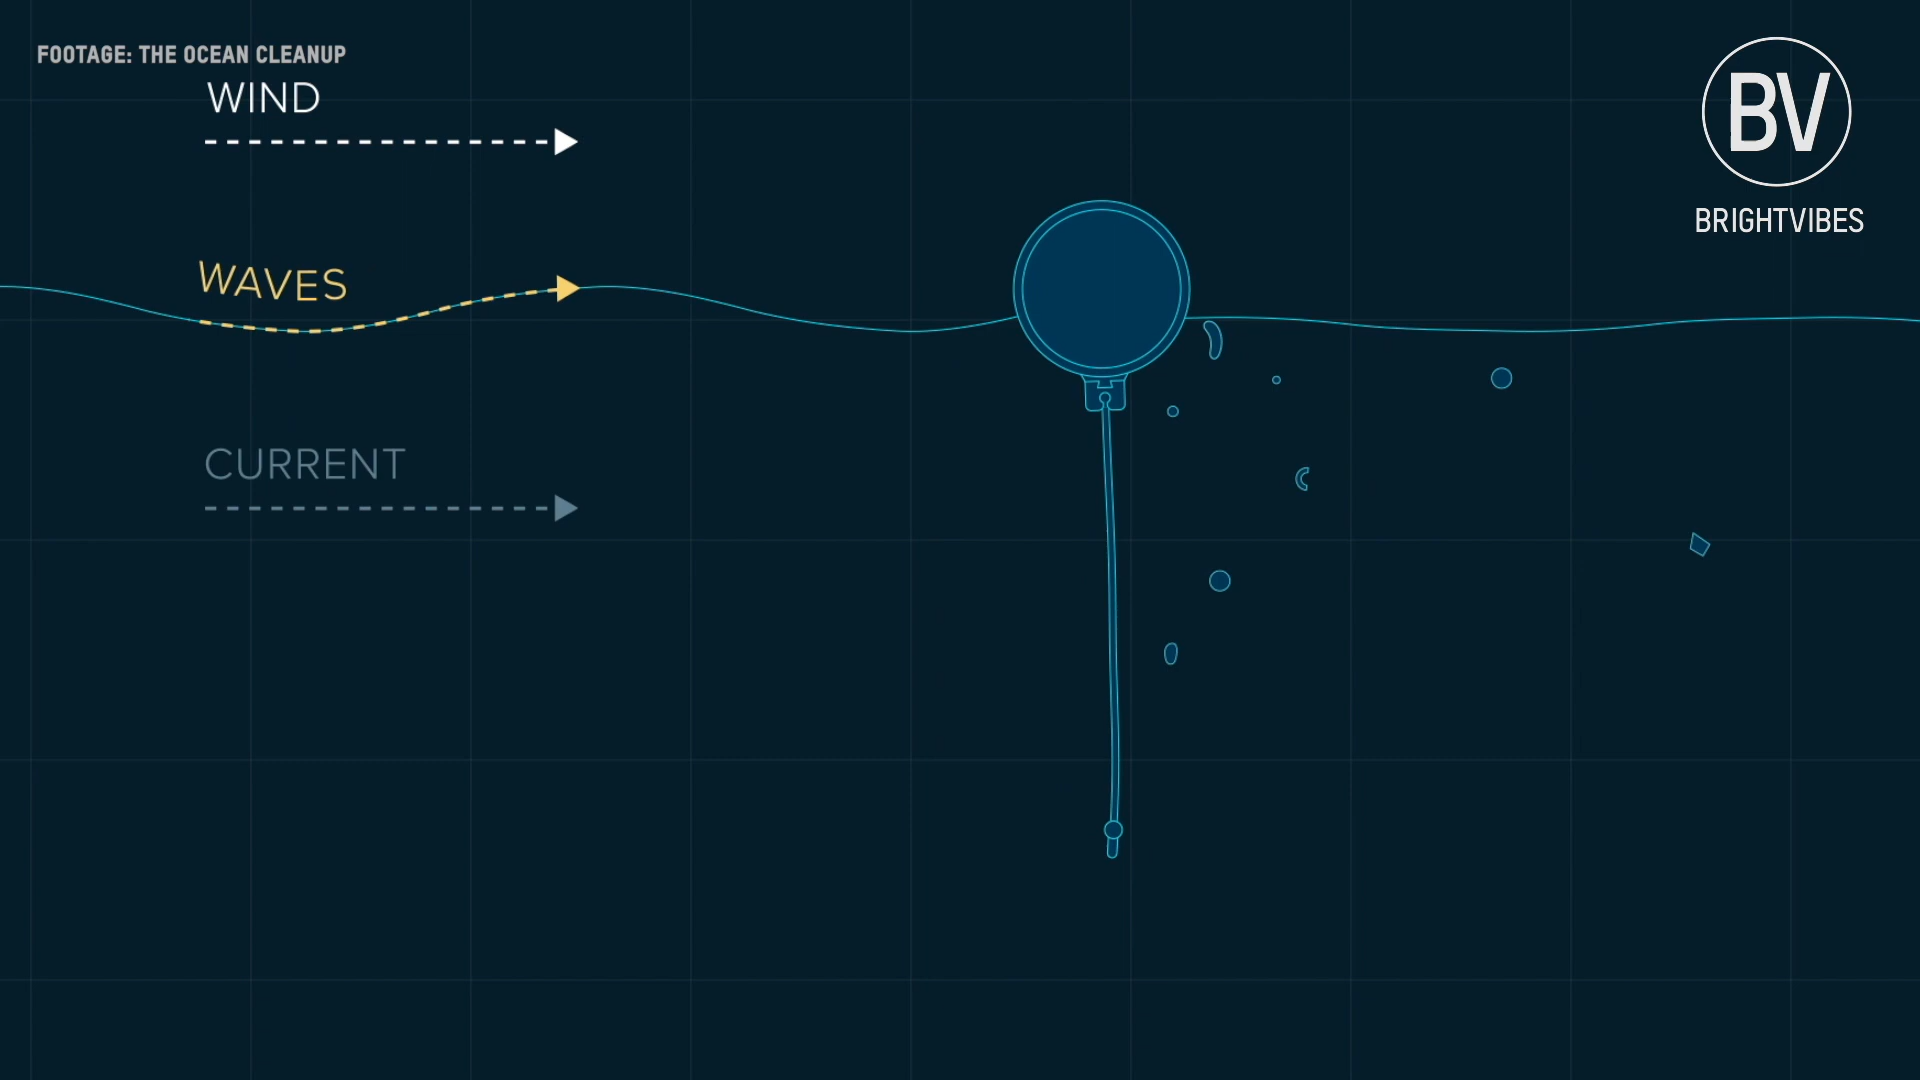 FOOTAGE: THE OCEAN CLEANUP
WIND
BV
BRIGHTVIBES
WAVES
CURRENT